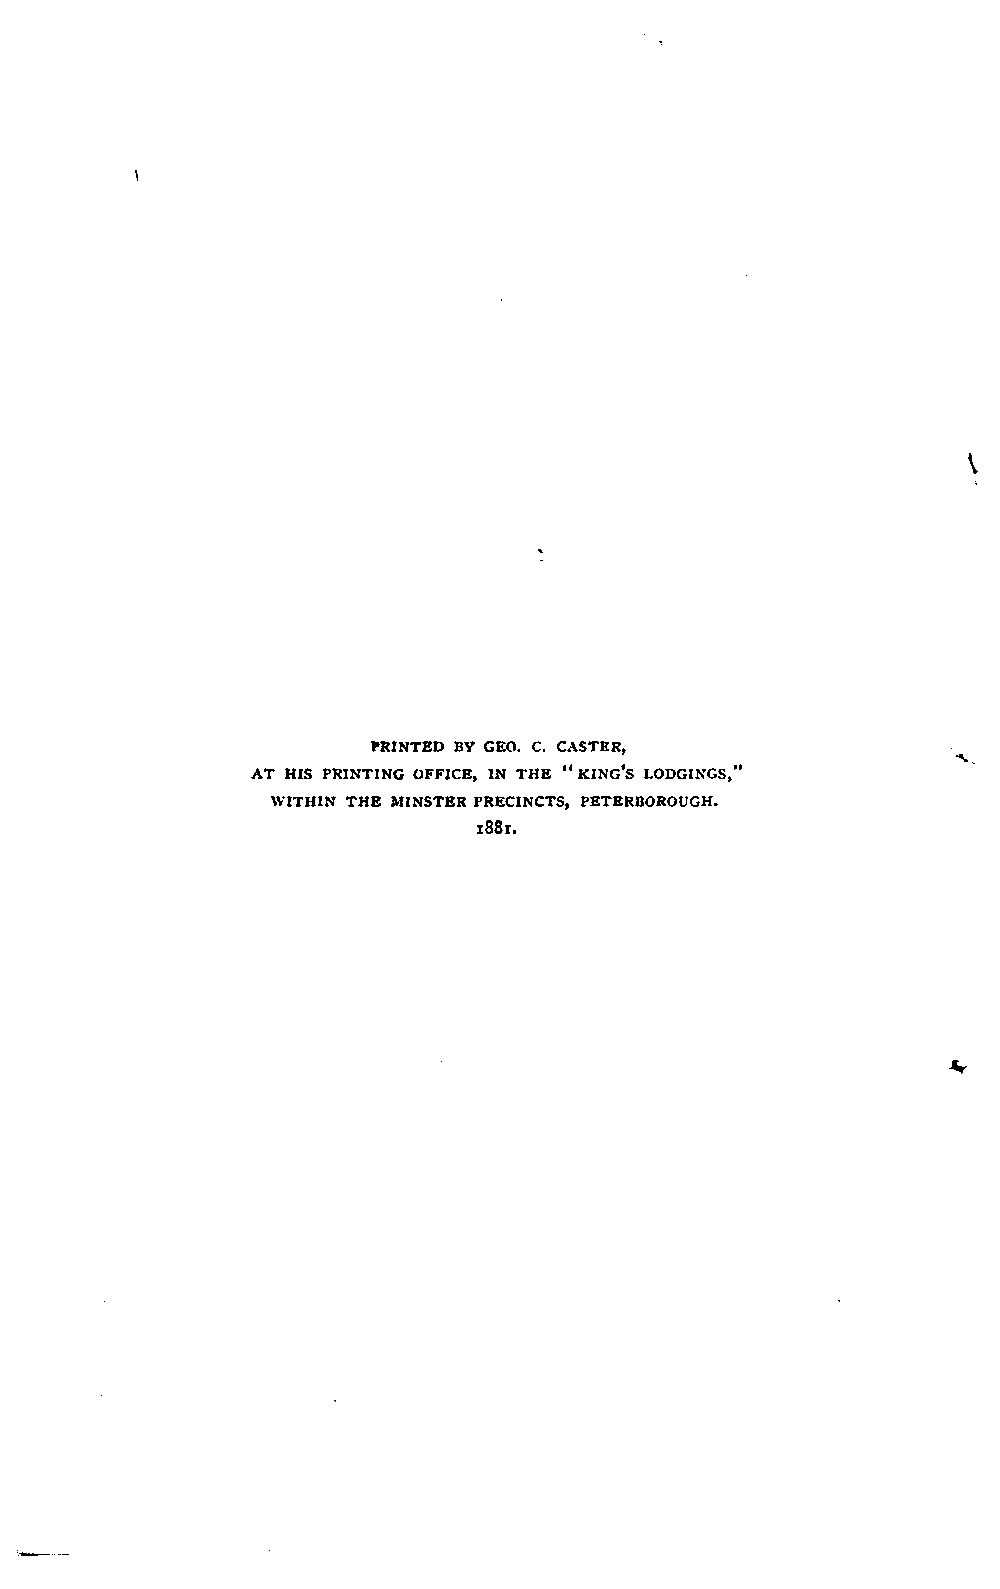 PRINTED BY GEO. C. CASTER,
AT HIS PRINTING OFFICE, IN THE "KING'S LODGINGS,"
WITHIN THE MINSTER PRECINCTS, PETERBOROUGH.
1881.